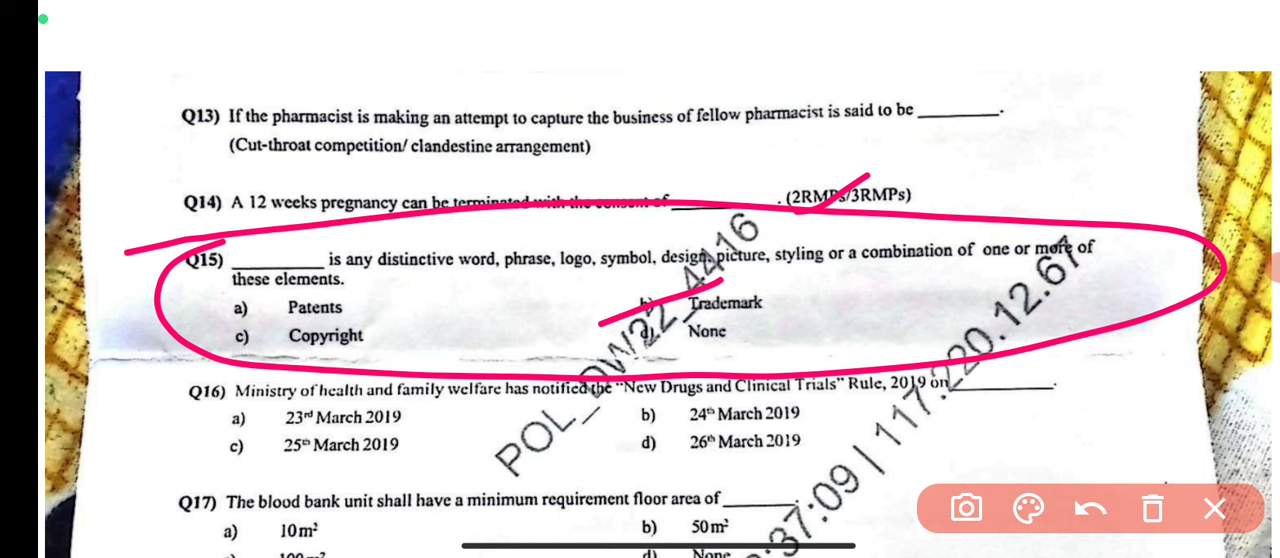 Q13) If the pharmacist is making an attempt to capture the business of fellow pharmacist is said to be ________.
(Cut-throat competition/ clandestine arrangement)
Q14) A 12 weeks pregnancy can be terminated with the consent of ________. (2RMPs/3RMPs)
Q15) ________ is any distinctive word, phrase, logo, symbol, design, picture, styling or a combination of one or more of
these elements.
a) Patents b) Trademark
c) Copyright d) None
Q16) Ministry of health and family welfare has notified the "New Drugs and Clinical Trials" Rule, 2019 on ________.
a) 23rd March 2019 b) 24th March 2019
c) 25th March 2019 d) 26th March 2019
Q17) The blood bank unit shall have a minimum requirement floor area of ________.
a) 10m² b) 50m²
d) None
POL_DW22_4416
:37:09 | 117.220.12.67